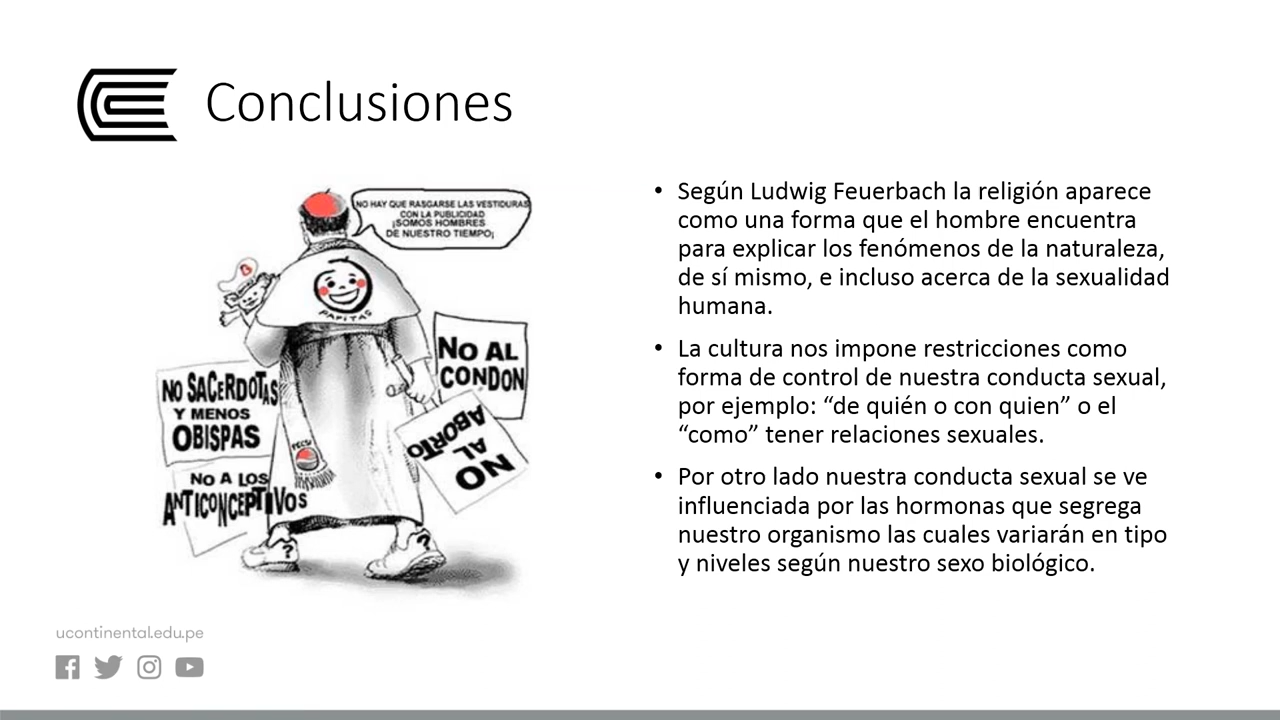 Conclusiones
NO HAY QUE RASGARSE LAS VESTIDURAS
CON LA PUBLICIDAD
¡SOMOS HOMBRES
DE NUESTRO TIEMPO¡
PAPITAS
NO AL
CONDON
NO SACERDOTAS
Y MENOS
OBISPAS
NO
AL
ABORTO
NO A LOS
ANTICONCEPTIVOS
?
?
• Según Ludwig Feuerbach la religión aparece
como una forma que el hombre encuentra
para explicar los fenómenos de la naturaleza,
de sí mismo, e incluso acerca de la sexualidad
humana.
• La cultura nos impone restricciones como
forma de control de nuestra conducta sexual,
por ejemplo: “de quién o con quien” o el
“como” tener relaciones sexuales.
• Por otro lado nuestra conducta sexual se ve
influenciada por las hormonas que segrega
nuestro organismo las cuales variarán en tipo
y niveles según nuestro sexo biológico.
ucontinental.edu.pe